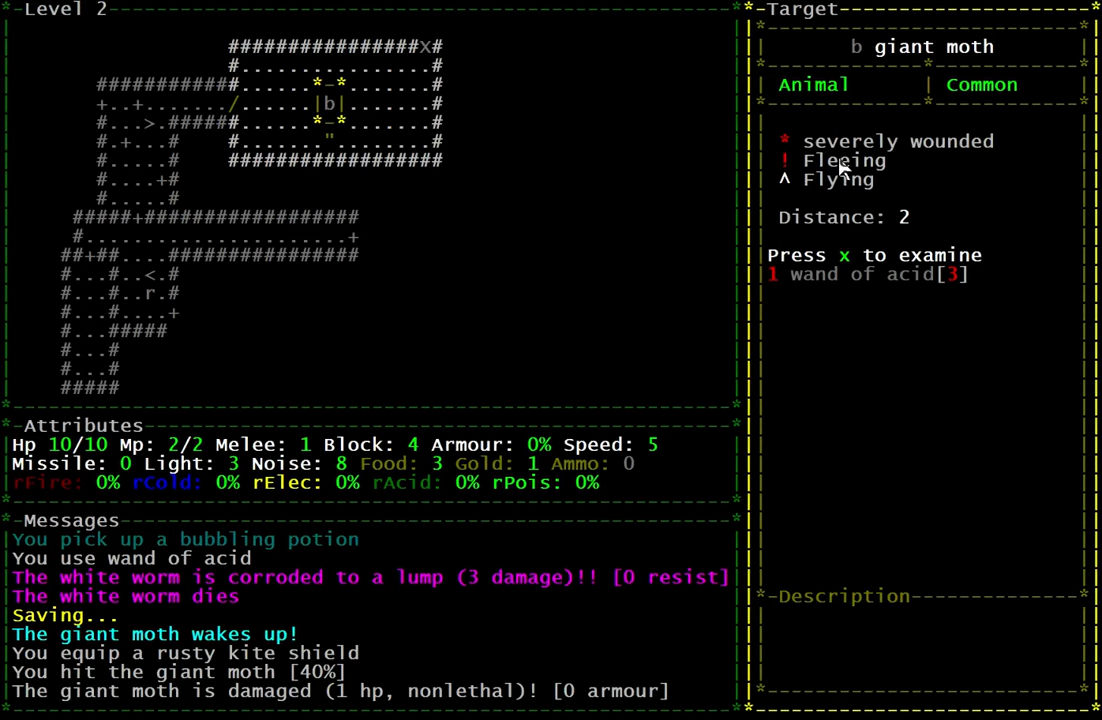 Level 2
################x#
#................#
############......*-*.......#
+..+......./......|b|.......#
#...>.######......*-*.......#
#.+...#    #......."........#
#.....#    ##################
#....+#
#.....#
#####+##################
#......................+
##+##....################
#...#..<.#
#...#..r.#
#...#....+
#...#####
#...#
#...#
#####
Attributes
Hp 10/10 Mp: 2/2 Melee: 1 Block: 4 Armour: 0% Speed: 5
Missile: 0 Light: 3 Noise: 8 Food: 3 Gold: 1 Ammo: 0
rFire: 0% rCold: 0% rElec: 0% rAcid: 0% rPois: 0%
Messages
You pick up a bubbling potion
You use wand of acid
The white worm is corroded to a lump (3 damage)!! [0 resist]
The white worm dies
Saving...
The giant moth wakes up!
You equip a rusty kite shield
You hit the giant moth [40%]
The giant moth is damaged (1 hp, nonlethal)! [0 armour]
Target
b giant moth
Animal | Common
* severely wounded
! Fleeing
^ Flying
Distance: 2
Press x to examine
1 wand of acid[3]
Description